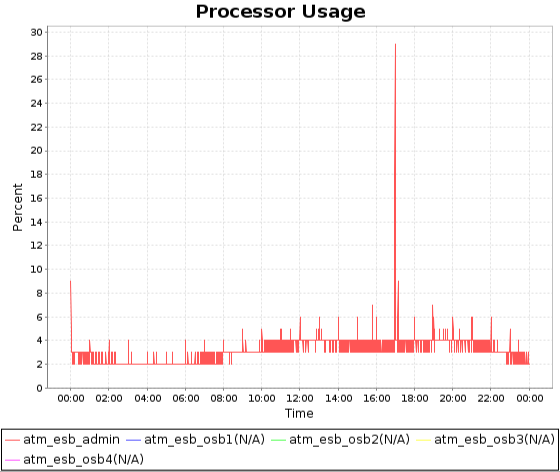 Processor Usage
30
28
26
24
22
20
18
16
14
12
10
8
6
4
2
0
Percent
00:00 02:00 04:00 06:00 08:00 10:00 12:00 14:00 16:00 18:00 20:00 22:00 00:00
Time
atm_esb_admin atm_esb_osb1(N/A) atm_esb_osb2(N/A) atm_esb_osb3(N/A)
atm_esb_osb4(N/A)